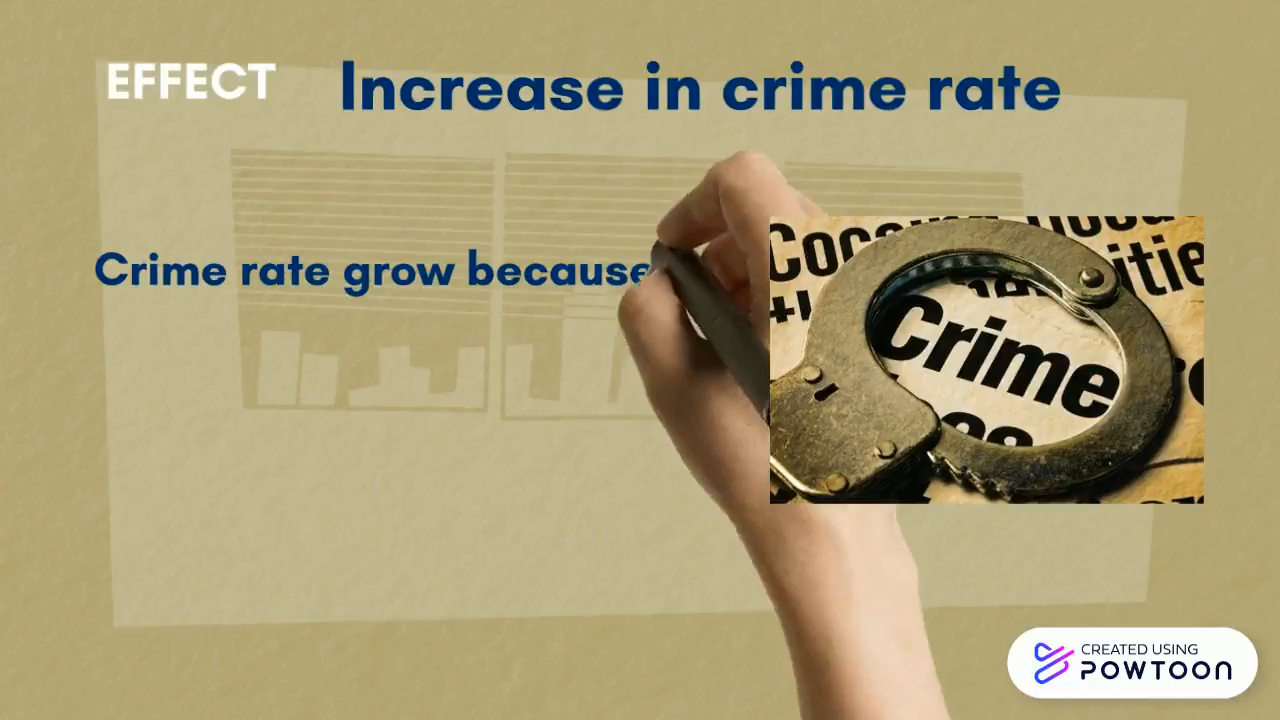 EFFECT
Increase in crime rate
Crime rate grow because
Crime
CREATED USING
POWTOON